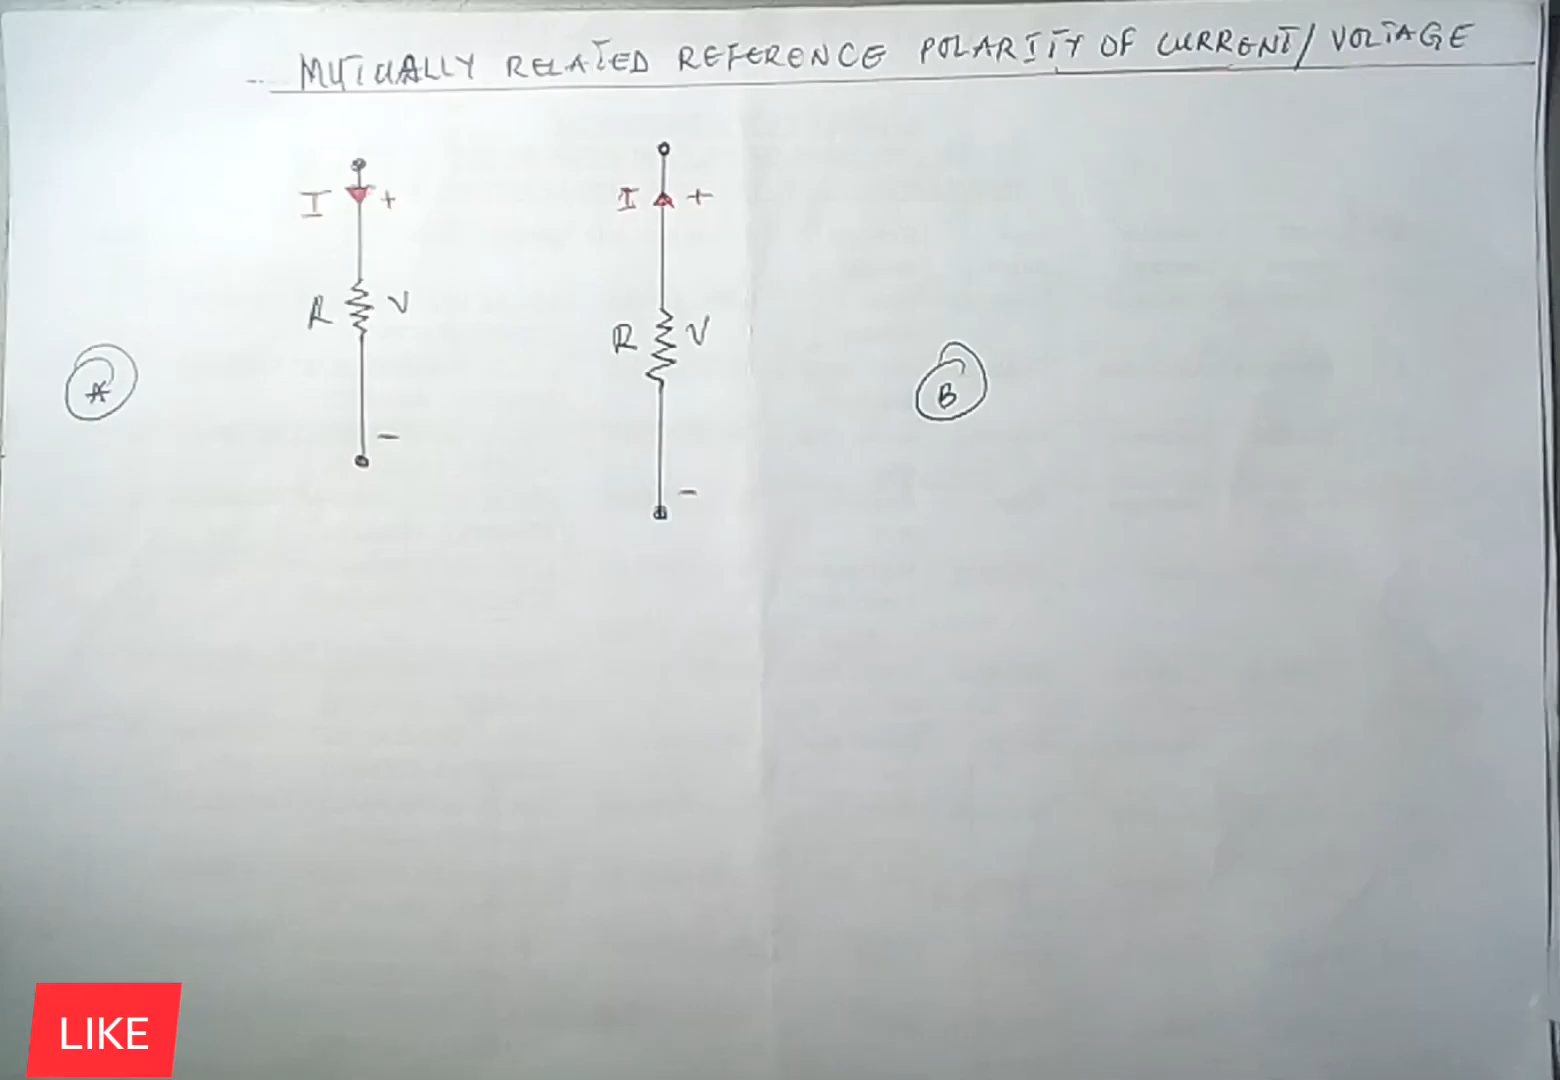 MUTUALLY RELATED REFERENCE POLARITY OF CURRENT/ VOLTAGE
I +
I +
R V
R V
A
B
-
-
LIKE